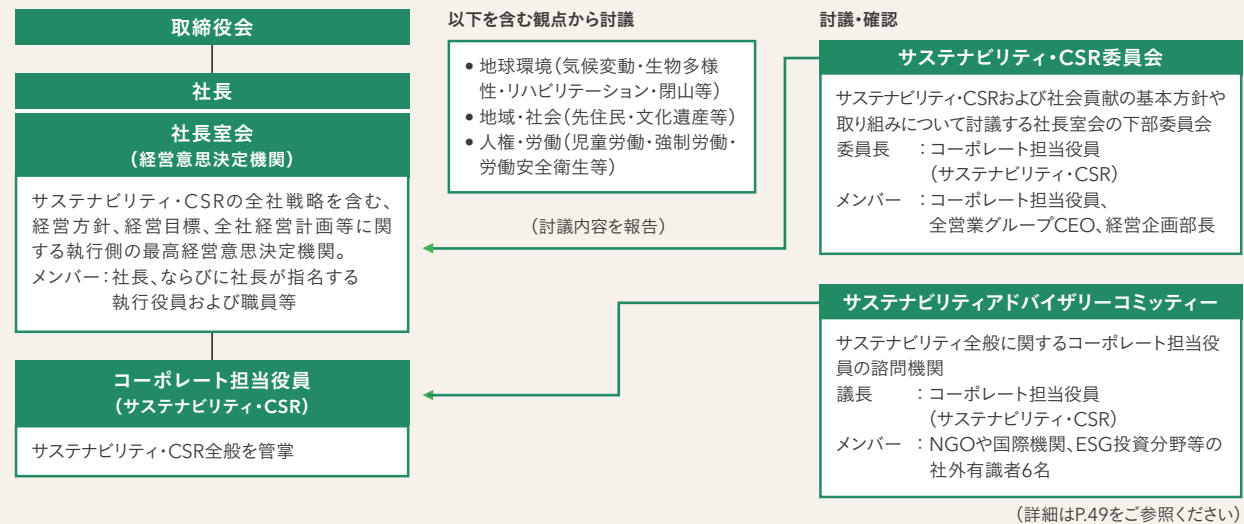 取締役会
社長
社長室会
(経営意思決定機関)
サステナビリティ・CSRの全社戦略を含む、
経営方針、経営目標、全社経営計画等に関
する執行側の最高経営意思決定機関。
メンバー:社長、ならびに社長が指名する
執行役員および職員等
コーポレート担当役員
(サステナビリティ・CSR)
サステナビリティ・CSR全般を管掌
以下を含む観点から討議
• 地球環境(気候変動・生物多様
性・リハビリテーション・閉山等)
• 地域・社会(先住民・文化遺産等)
• 人権・労働(児童労働・強制労働・
労働安全衛生等)
(討議内容を報告)
討議・確認
サステナビリティ・CSR委員会
サステナビリティ・CSRおよび社会貢献の基本方針や
取り組みについて討議する社長室会の下部委員会
委員長 :コーポレート担当役員
(サステナビリティ・CSR)
メンバー :コーポレート担当役員、
全営業グループCEO、経営企画部長
サステナビリティアドバイザリーコミッティー
サステナビリティ全般に関するコーポレート担当役
員の諮問機関
議長 :コーポレート担当役員
(サステナビリティ・CSR)
メンバー :NGOや国際機関、ESG投資分野等の
社外有識者6名
(詳細はP.49をご参照ください)